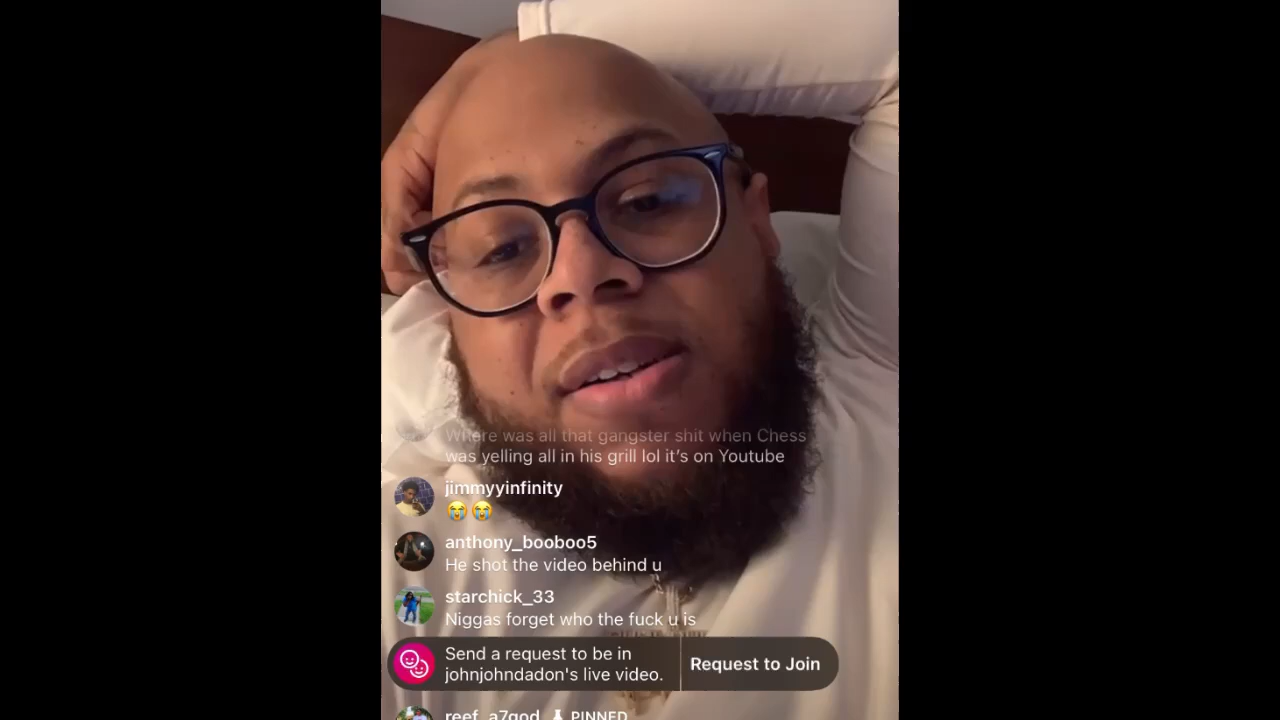 Where was all that gangster shit when Chess
was yelling all in his grill lol it's on Youtube
jimmyyinfinity
😭😭
anthony_booboo5
He shot the video behind u
starchick_33
Niggas forget who the fuck u is
Send a request to be in
johnjohndadon's live video.
Request to Join
reef_a7god PINNED